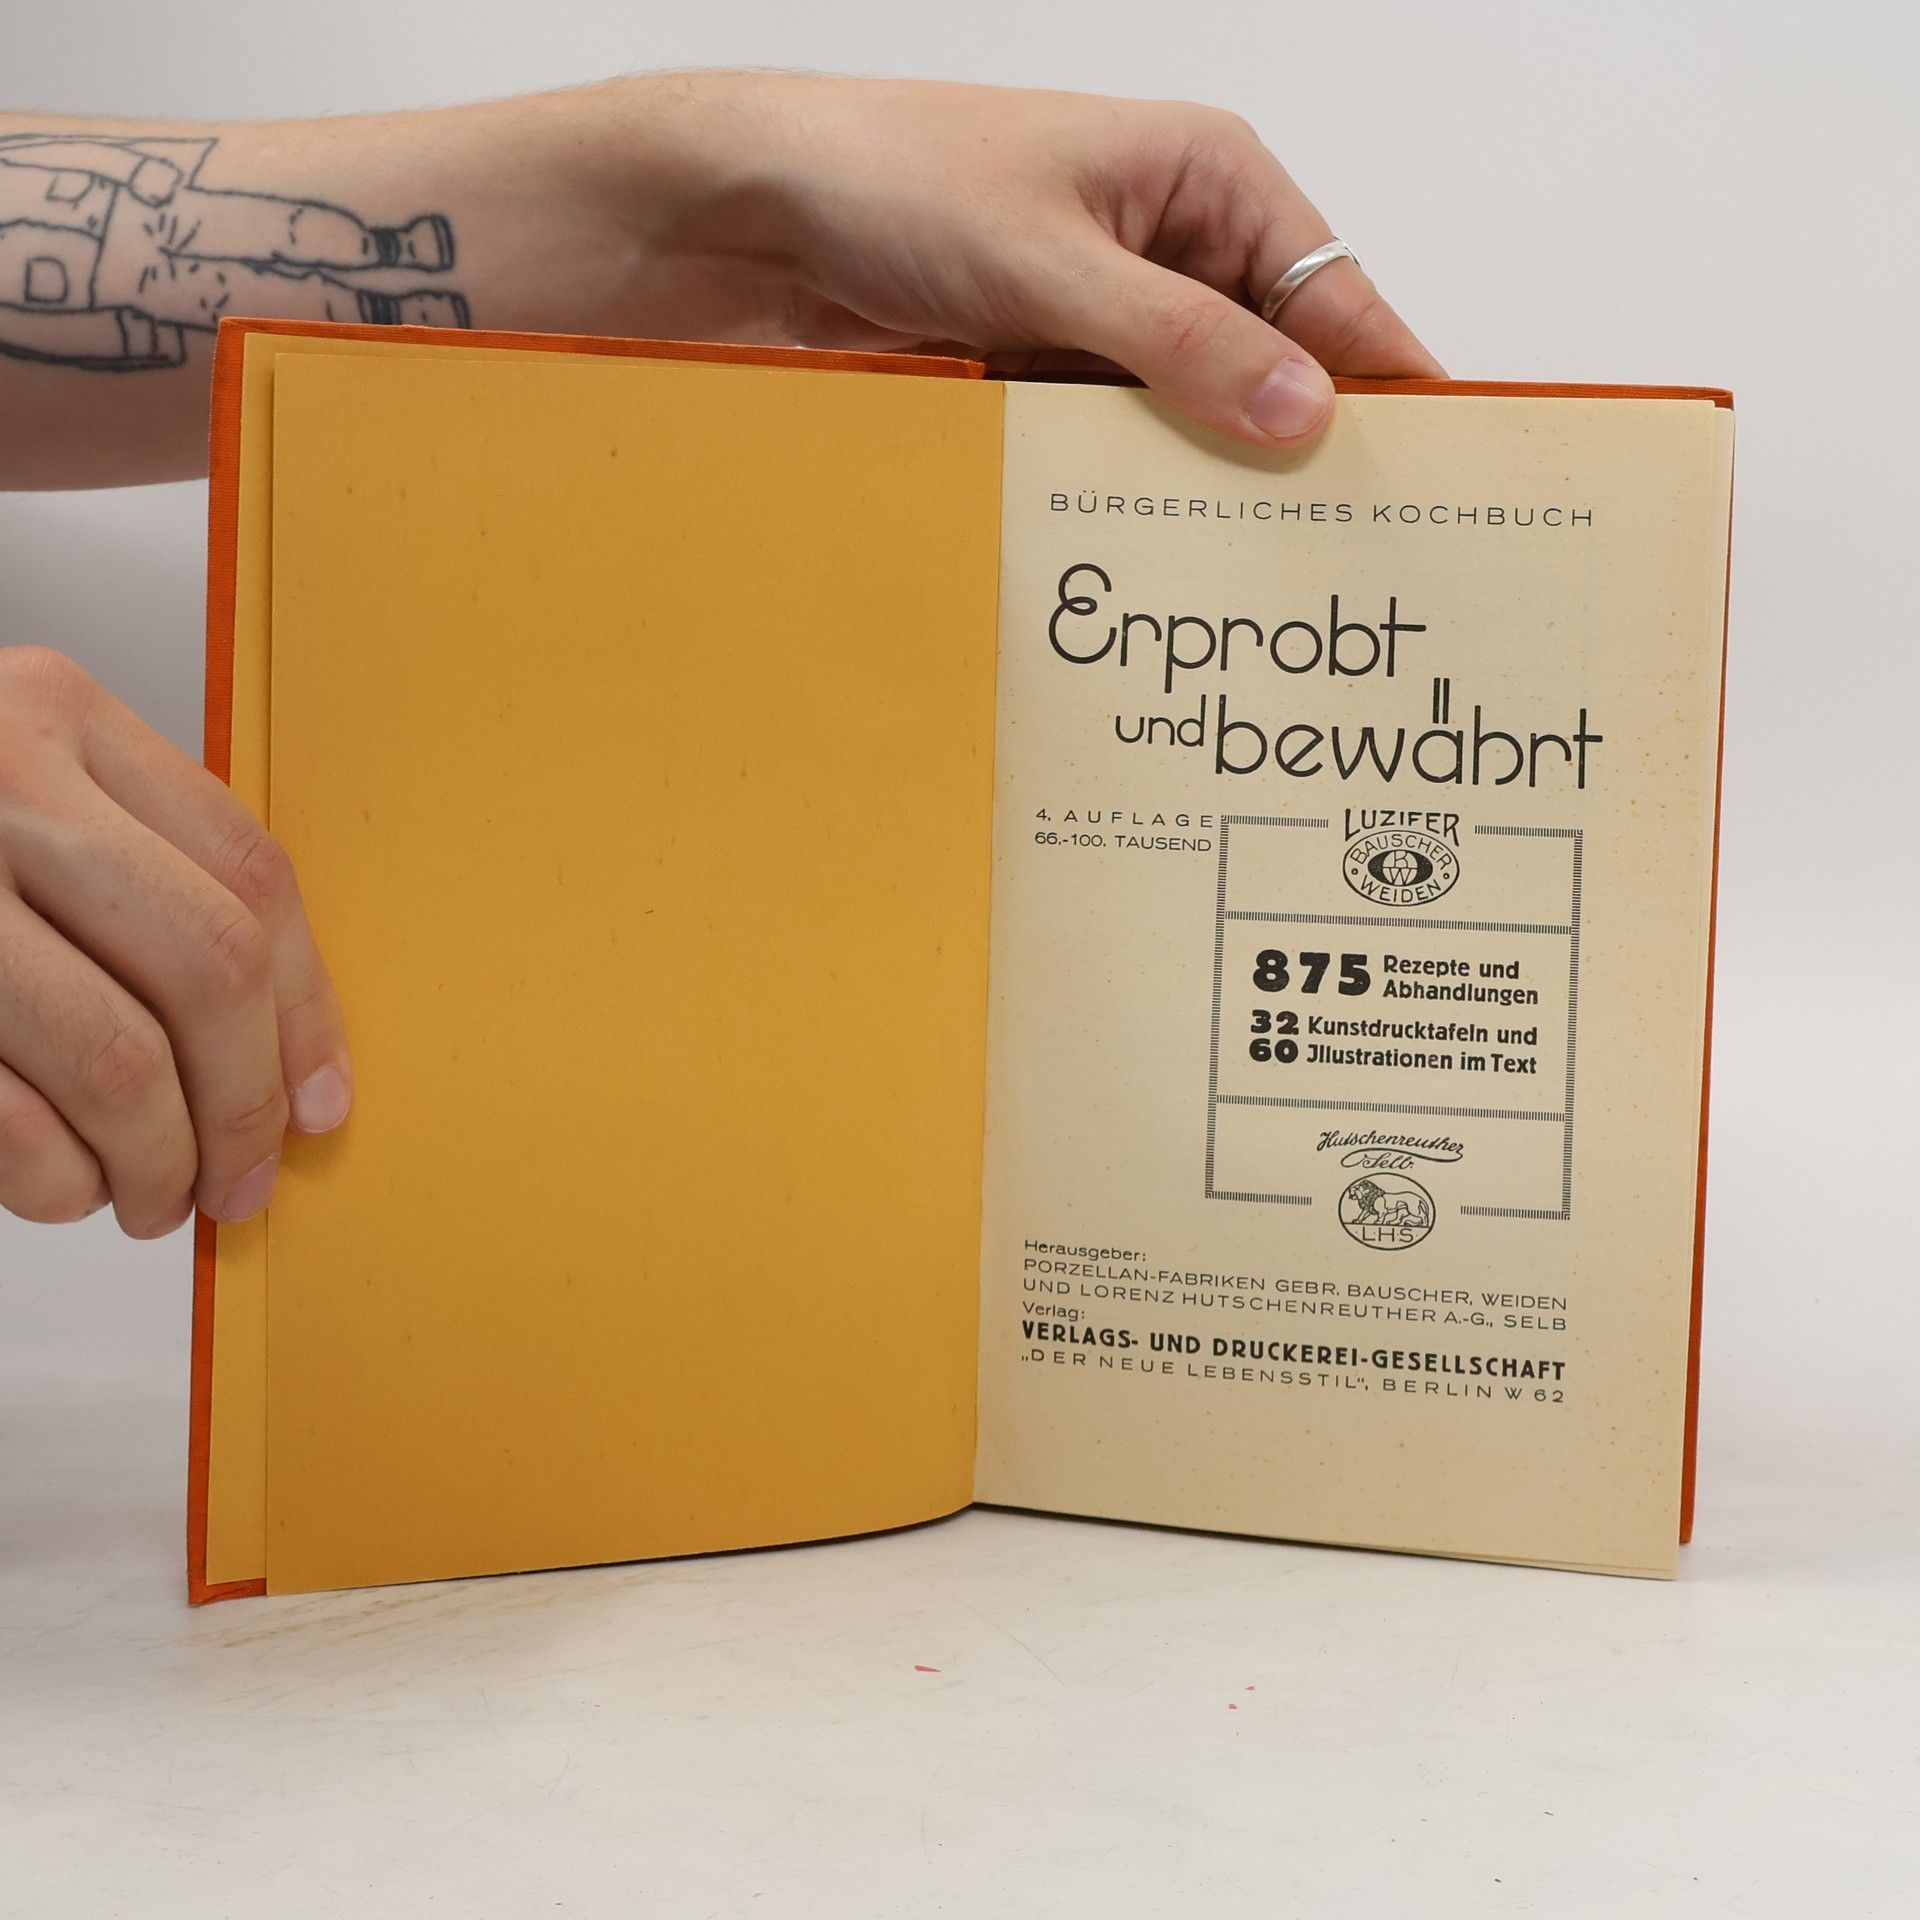 BÜRGERLICHES KOCHBUCH
Erprobt
und bewährt
4. AUFLAGE
66.-100. TAUSEND
LUZIFER
BAUSCHER
WEIDEN
875 Rezepte und
Abhandlungen
32 Kunstdrucktafeln und
60 Jllustrationen im Text
Hutschenreuther
Selb.
L·H·S
Herausgeber:
PORZELLAN-FABRIKEN GEBR. BAUSCHER, WEIDEN
UND LORENZ HUTSCHENREUTHER A.-G., SELB
Verlag:
VERLAGS- UND DRUCKEREI-GESELLSCHAFT
„DER NEUE LEBENSSTIL“, BERLIN W 62